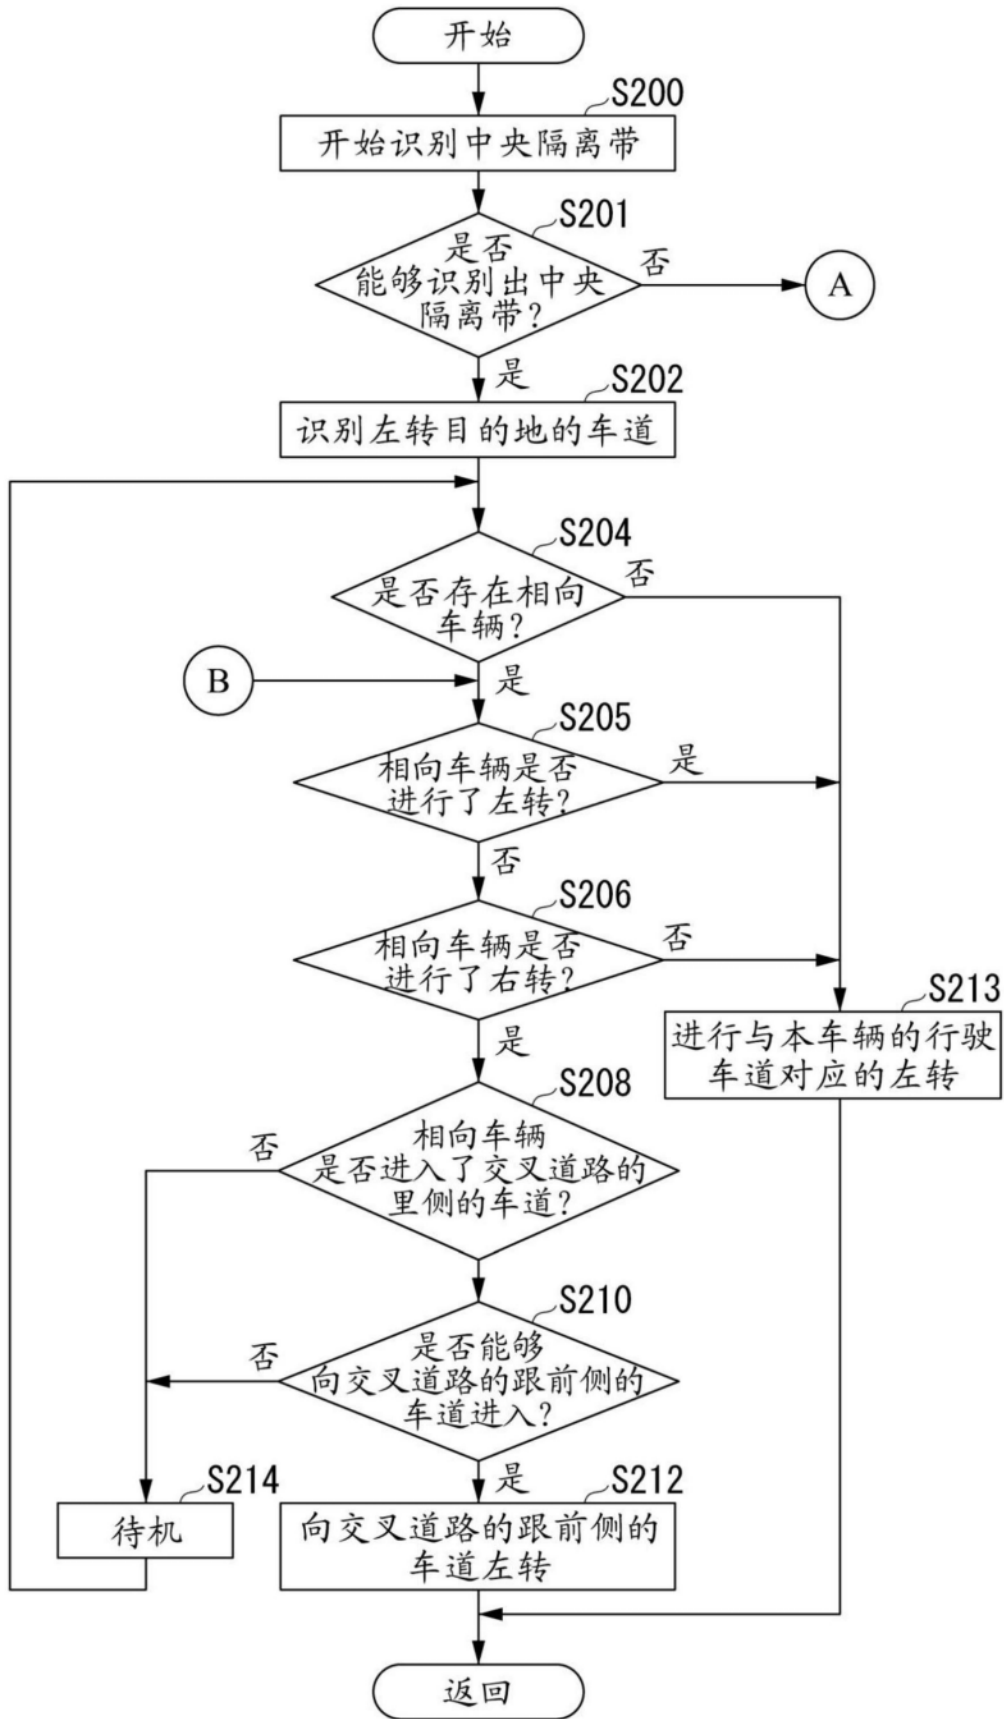 开始
S200
开始识别中央隔离带
S201
是否
能够识别出中央
隔离带?
否
A
是
S202
识别左转目的地的车道
S204
是否存在相向
车辆?
否
B
是
S205
相向车辆是否
进行了左转?
是
否
S206
相向车辆是否
进行了右转?
否
S213
进行与本车辆的行驶
车道对应的左转
是
S208
相向车辆
是否进入了交叉道路的
里侧的车道?
否
S210
是否能够
向交叉道路的跟前侧的
车道进入?
否
是
S214
待机
S212
向交叉道路的跟前侧的
车道左转
返回